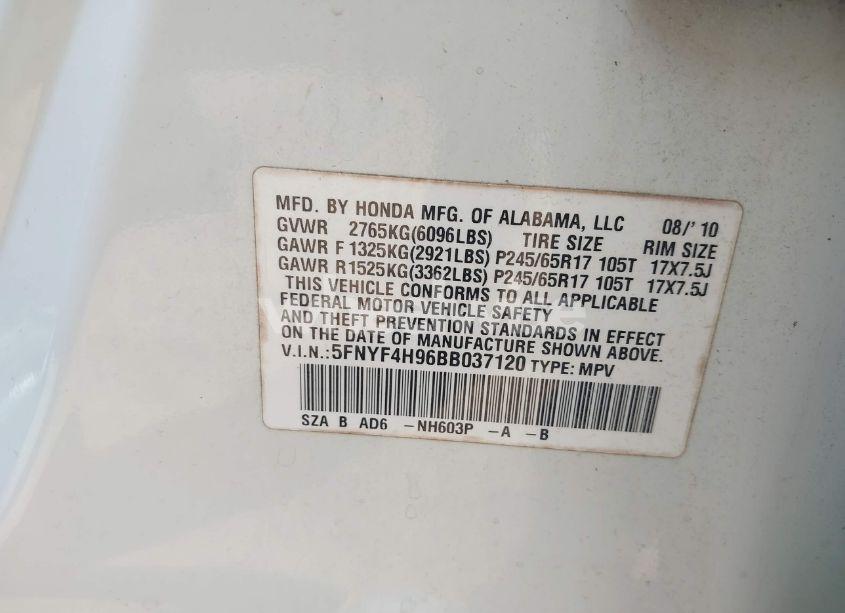 MFD. BY HONDA MFG. OF ALABAMA, LLC 08/'10
GVWR 2765KG(6096LBS) TIRE SIZE RIM SIZE
GAWR F1325KG(2921LBS) P245/65R17 105T 17X7.5J
GAWR R1525KG(3362LBS) P245/65R17 105T 17X7.5J
THIS VEHICLE CONFORMS TO ALL APPLICABLE
FEDERAL MOTOR VEHICLE SAFETY
AND THEFT PREVENTION STANDARDS IN EFFECT
ON THE DATE OF MANUFACTURE SHOWN ABOVE.
V.I.N.:5FNYF4H96BB037120 TYPE: MPV
SZA B AD6 -NH603P -A -B